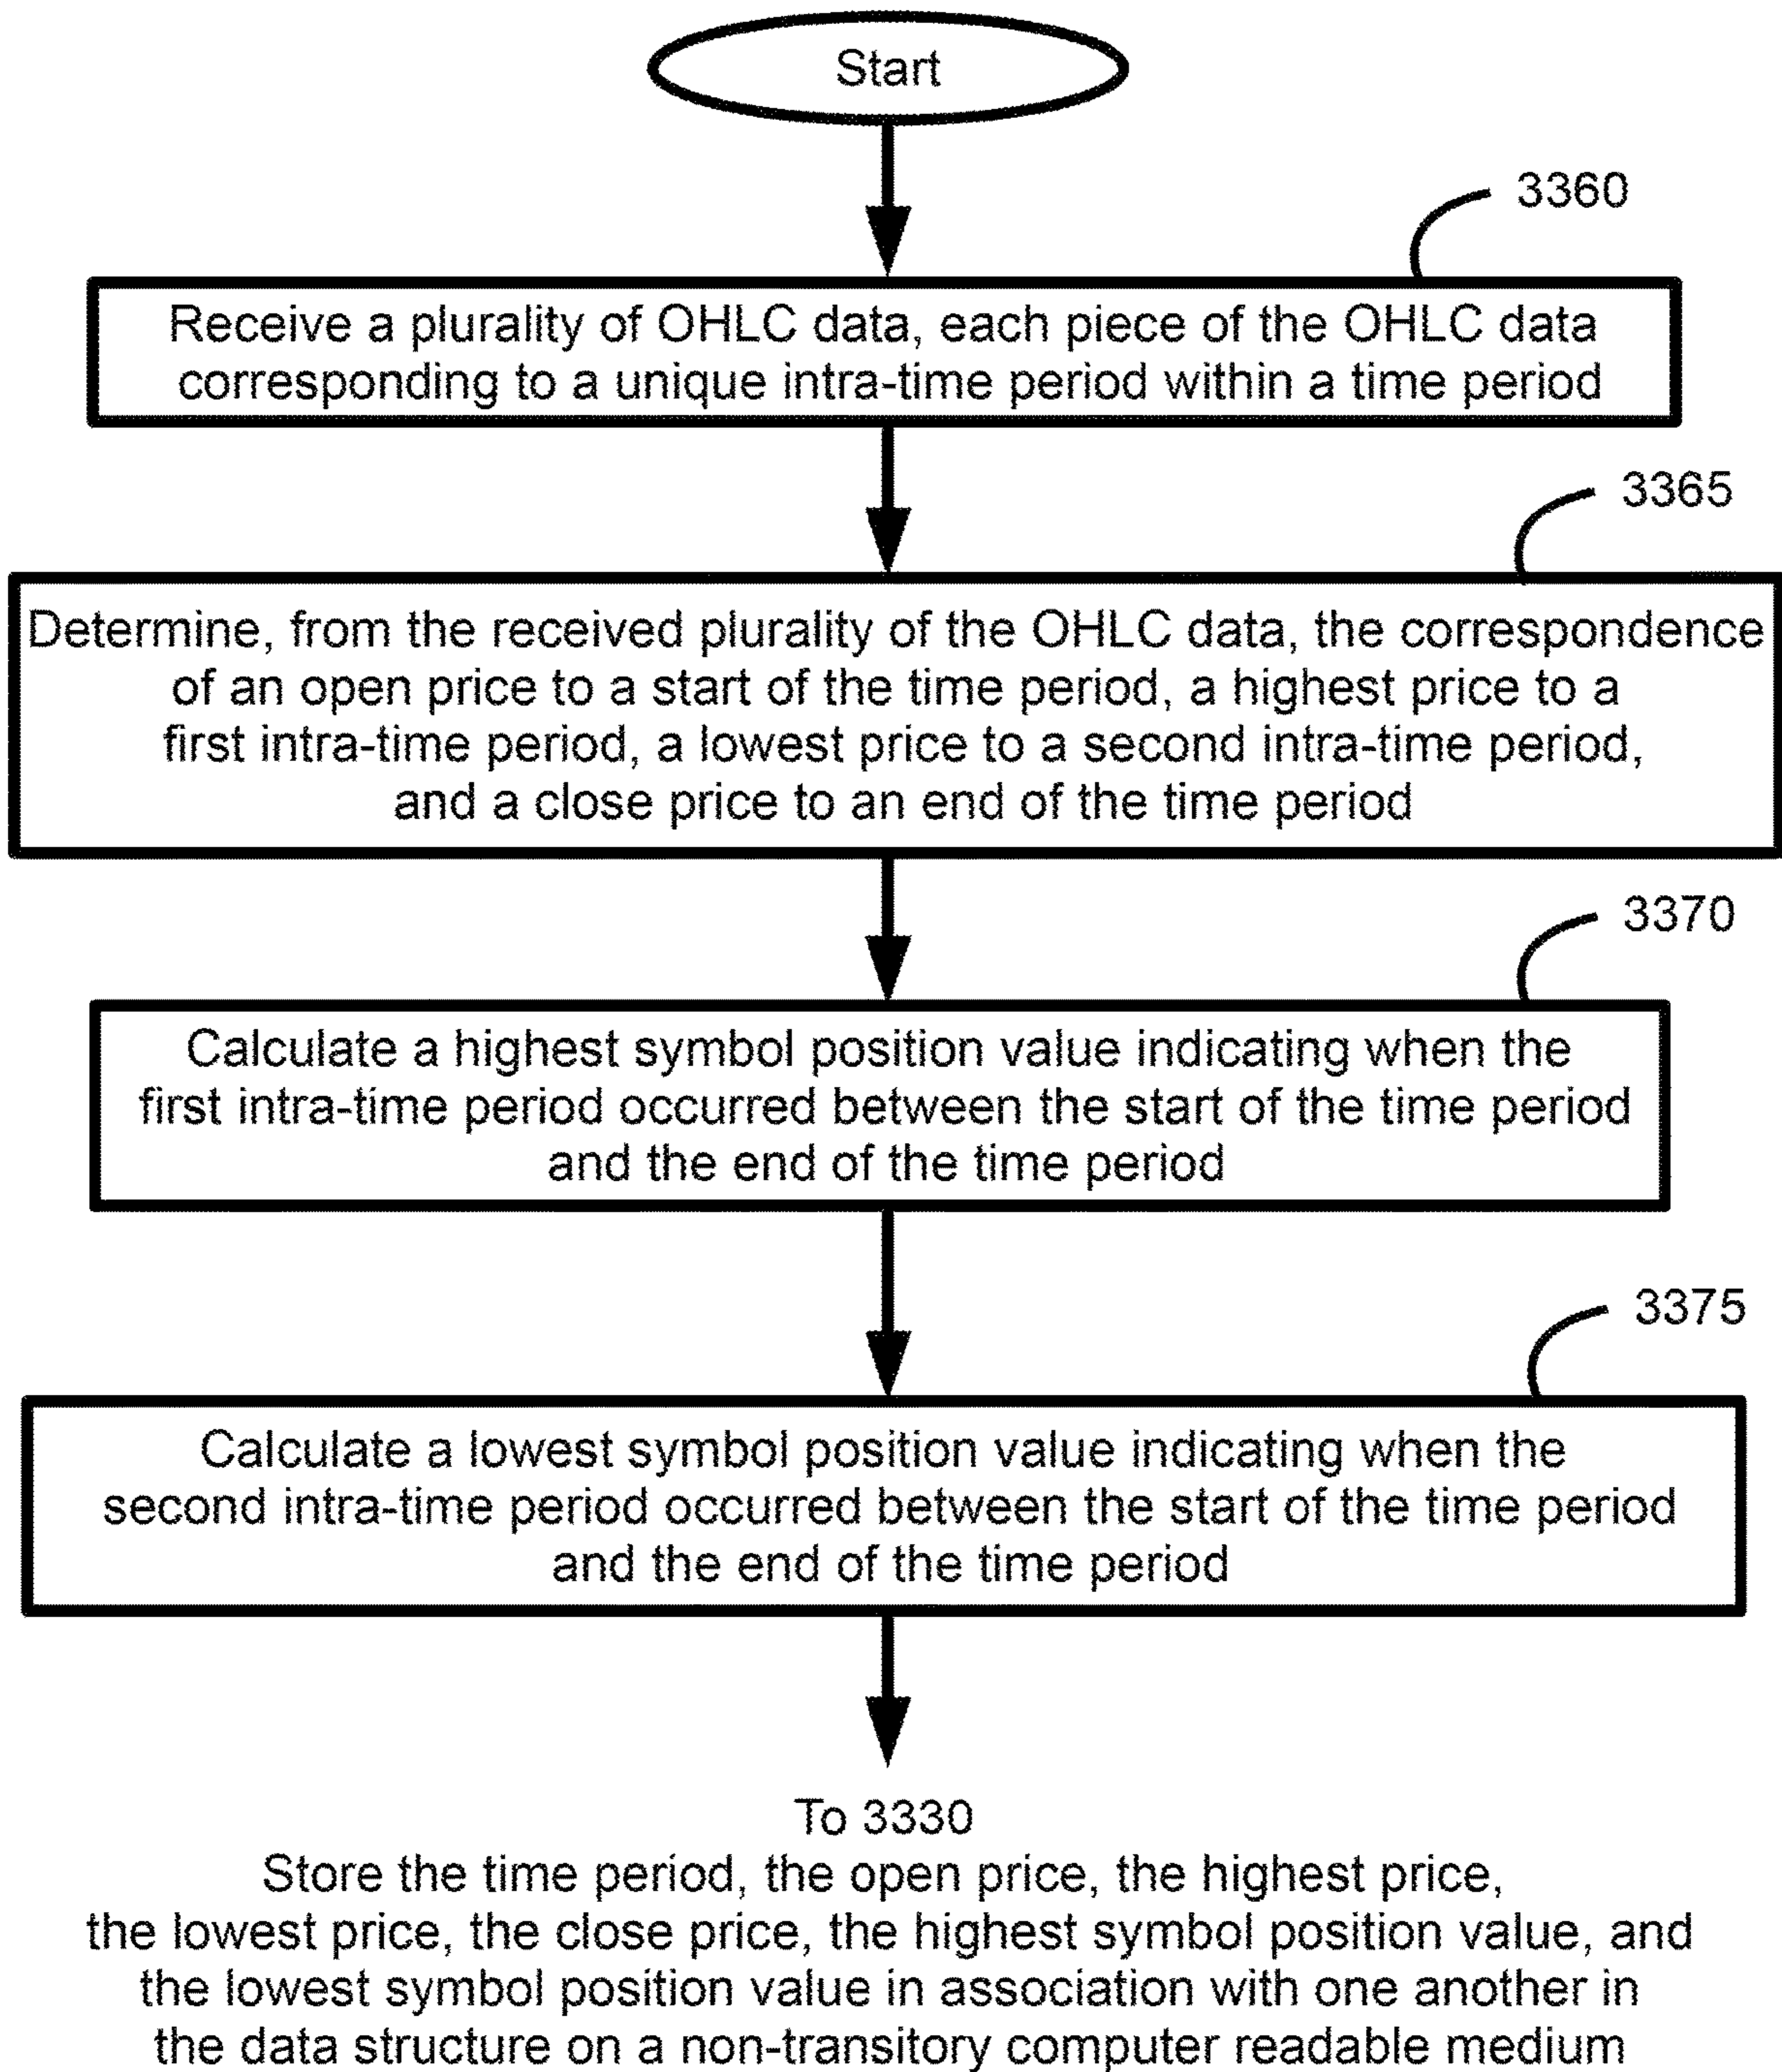 Start
3360
Receive a plurality of OHLC data, each piece of the OHLC data
corresponding to a unique intra-time period within a time period
3365
Determine, from the received plurality of the OHLC data, the correspondence
of an open price to a start of the time period, a highest price to a
first intra-time period, a lowest price to a second intra-time period,
and a close price to an end of the time period
3370
Calculate a highest symbol position value indicating when the
first intra-time period occurred between the start of the time period
and the end of the time period
3375
Calculate a lowest symbol position value indicating when the
second intra-time period occurred between the start of the time period
and the end of the time period
To 3330
Store the time period, the open price, the highest price,
the lowest price, the close price, the highest symbol position value, and
the lowest symbol position value in association with one another in
the data structure on a non-transitory computer readable medium